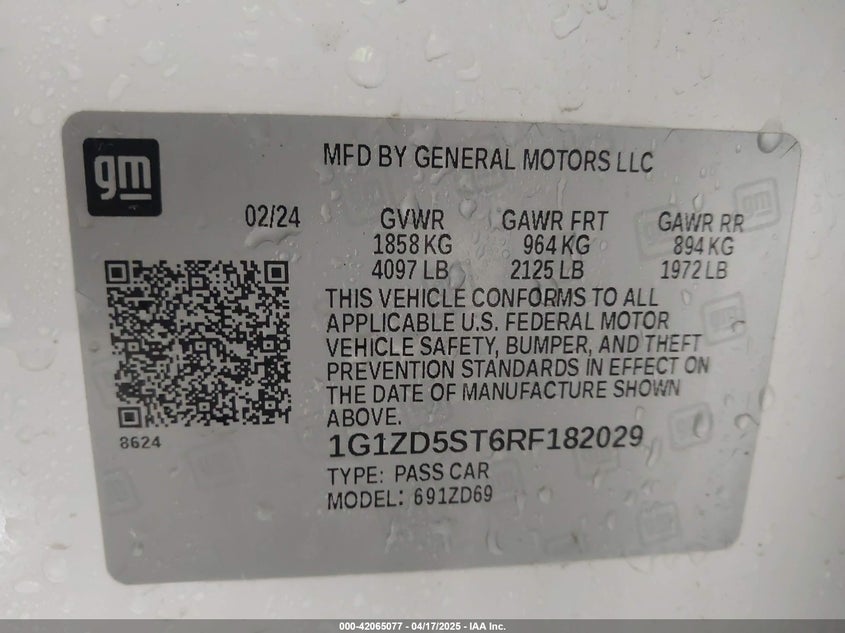 gm
MFD BY GENERAL MOTORS LLC
02/24 GVWR GAWR FRT GAWR RR
1858 KG 964 KG 894 KG
4097 LB 2125 LB 1972 LB
THIS VEHICLE CONFORMS TO ALL
APPLICABLE U.S. FEDERAL MOTOR
VEHICLE SAFETY, BUMPER, AND THEFT
PREVENTION STANDARDS IN EFFECT ON
THE DATE OF MANUFACTURE SHOWN
ABOVE.
8624
1G1ZD5ST6RF182029
TYPE: PASS CAR
MODEL: 691ZD69
000-42065077 - 04/17/2025 - IAA Inc.